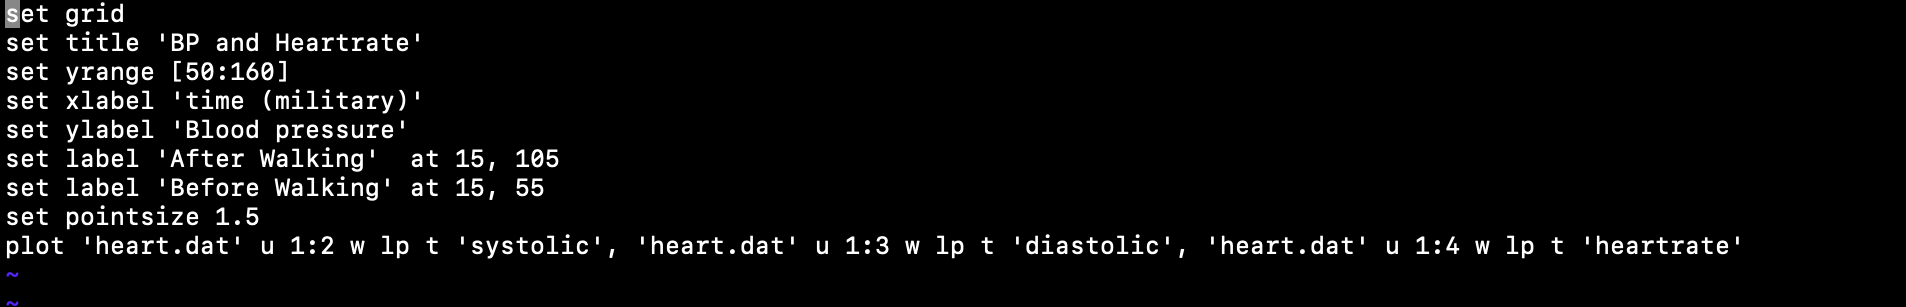 set grid
set title 'BP and Heartrate'
set yrange [50:160]
set xlabel 'time (military)'
set ylabel 'Blood pressure'
set label 'After Walking'  at 15, 105
set label 'Before Walking' at 15, 55
set pointsize 1.5
plot 'heart.dat' u 1:2 w lp t 'systolic', 'heart.dat' u 1:3 w lp t 'diastolic', 'heart.dat' u 1:4 w lp t 'heartrate'
~
~